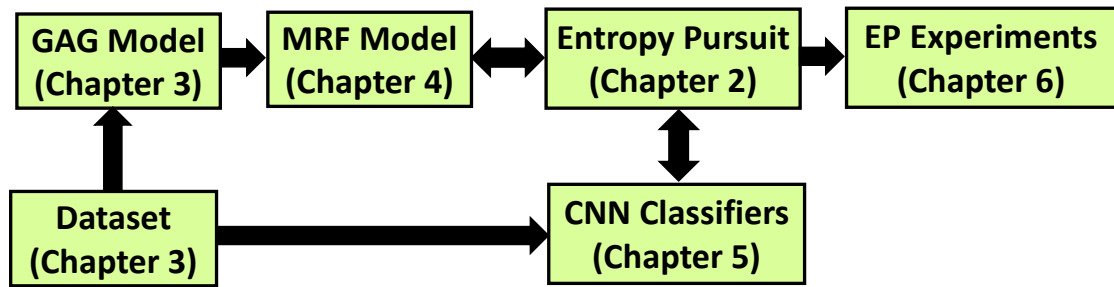 GAG Model
(Chapter 3)
MRF Model
(Chapter 4)
Entropy Pursuit
(Chapter 2)
EP Experiments
(Chapter 6)
Dataset
(Chapter 3)
CNN Classifiers
(Chapter 5)